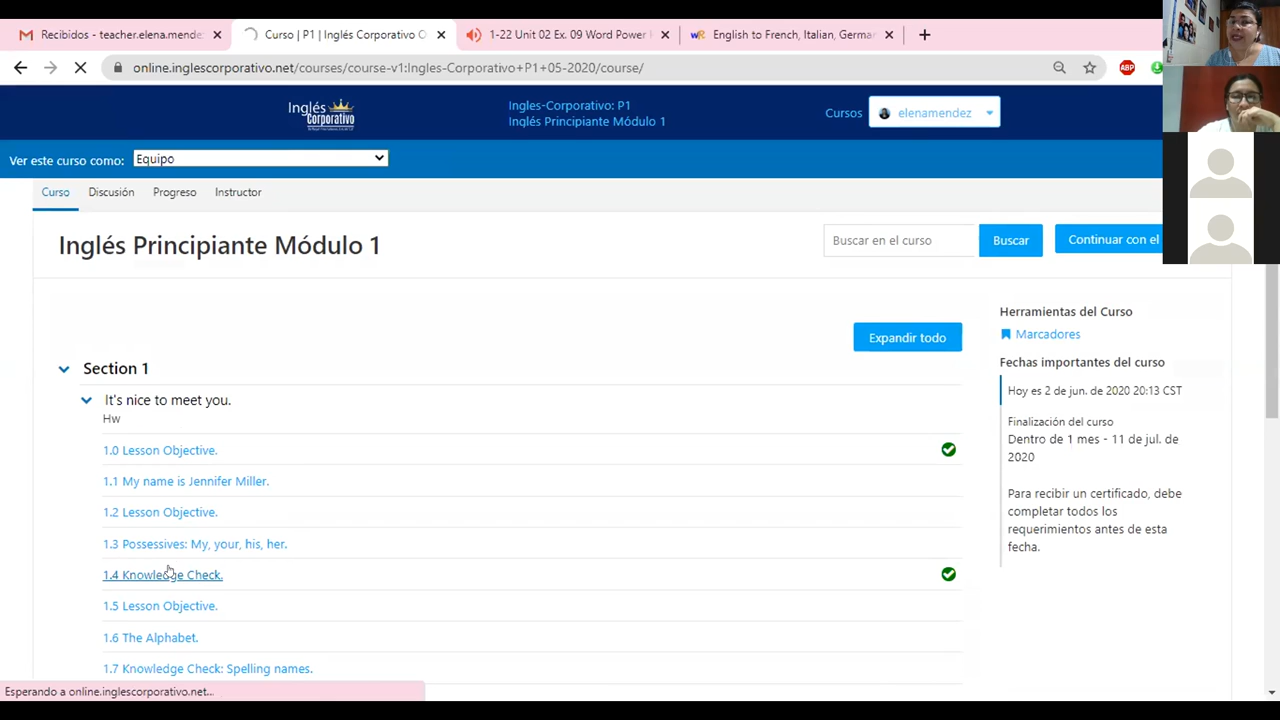 Recibidos - teacher.elena.mende
Curso | P1 | Inglés Corporativo O
1-22 Unit 02 Ex. 09 Word Power
English to French, Italian, Germa
online.inglescorporativo.net/courses/course-v1:Ingles-Corporativo+P1+05-2020/course/
ABP
Inglés
Corporativo
Ingles-Corporativo: P1
Inglés Principiante Módulo 1
Cursos
elenamendez
Ver este curso como:
Equipo
Curso
Discusión
Progreso
Instructor
Inglés Principiante Módulo 1
Buscar en el curso
Buscar
Continuar con el
Expandir todo
Section 1
It's nice to meet you.
Hw
1.0 Lesson Objective.
1.1 My name is Jennifer Miller.
1.2 Lesson Objective.
1.3 Possessives: My, your, his, her.
1.4 Knowledge Check.
1.5 Lesson Objective.
1.6 The Alphabet.
1.7 Knowledge Check: Spelling names.
Herramientas del Curso
Marcadores
Fechas importantes del curso
Hoy es 2 de jun. de 2020 20:13 CST
Finalización del curso
Dentro de 1 mes - 11 de jul. de
2020
Para recibir un certificado, debe
completar todos los
requerimientos antes de esta
fecha.
Esperando a online.inglescorporativo.net...